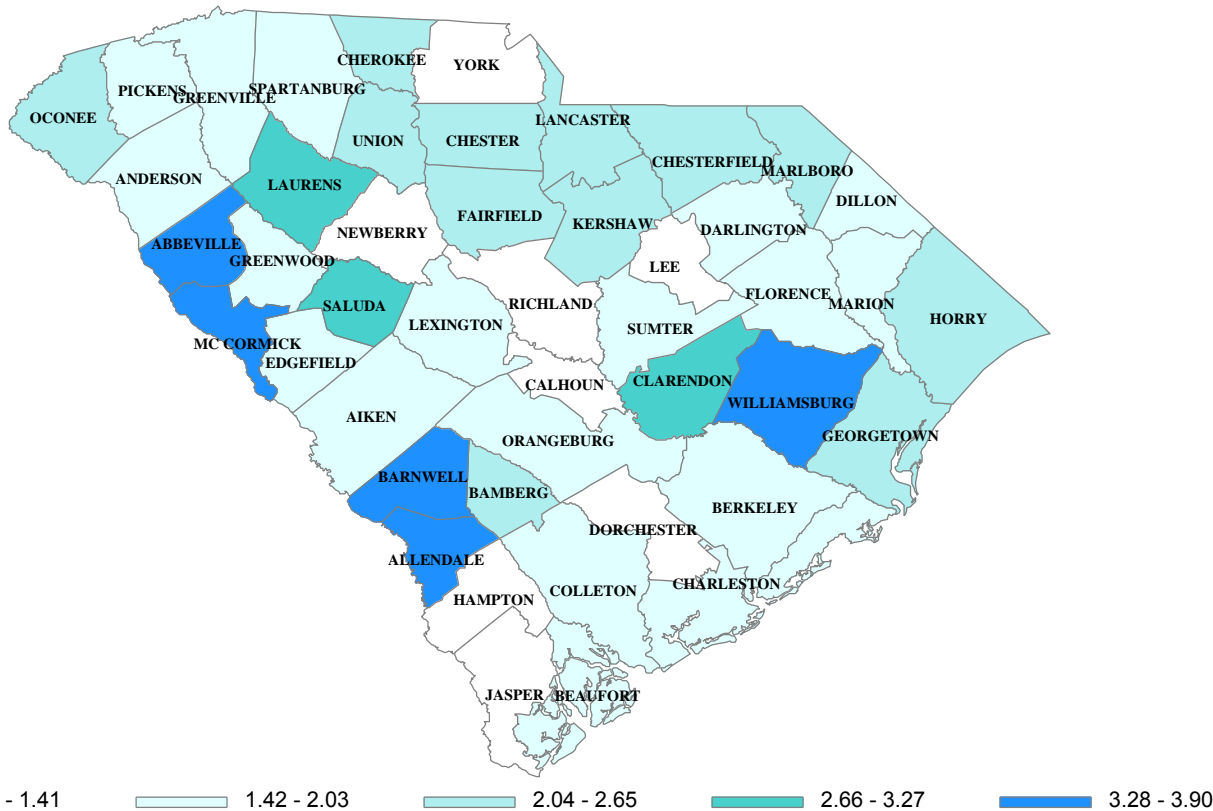 CHEROKEE
YORK
PICKENS
GREENVILLE
SPARTANBURG
OCONEE
LANCASTER
UNION
CHESTER
CHESTERFIELD
MARLBORO
ANDERSON
LAURENS
DILLON
FAIRFIELD
KERSHAW
DARLINGTON
NEWBERRY
ABBEVILLE
GREENWOOD
LEE
FLORENCE
MARION
SALUDA
RICHLAND
LEXINGTON
SUMTER
HORRY
MC CORMICK
EDGEFIELD
CALHOUN
CLARENDON
WILLIAMSBURG
AIKEN
ORANGEBURG
GEORGETOWN
BARNWELL
BAMBERG
BERKELEY
DORCHESTER
ALLENDALE
CHARLESTON
COLLETON
HAMPTON
JASPER
BEAUFORT
- 1.41 1.42 - 2.03 2.04 - 2.65 2.66 - 3.27 3.28 - 3.90